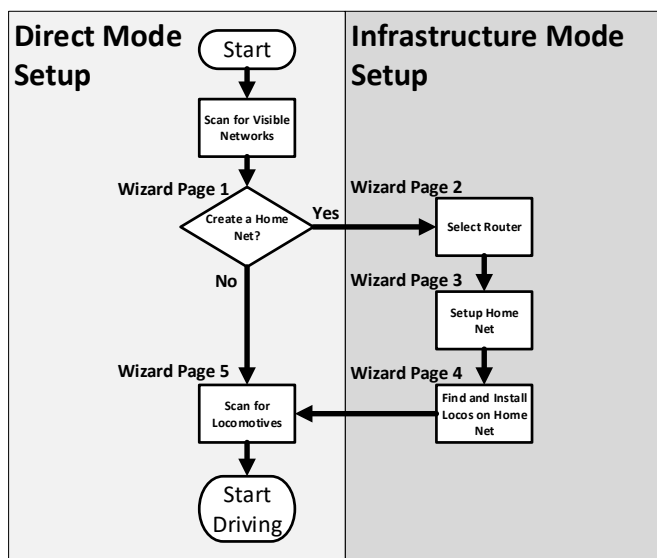 Direct Mode
Setup
Infrastructure Mode
Setup
Start
Scan for Visible
Networks
Wizard Page 1
Create a Home
Net?
Yes
No
Wizard Page 2
Select Router
Wizard Page 3
Setup Home
Net
Wizard Page 4
Find and Install
Locos on Home
Net
Wizard Page 5
Scan for
Locomotives
Start
Driving